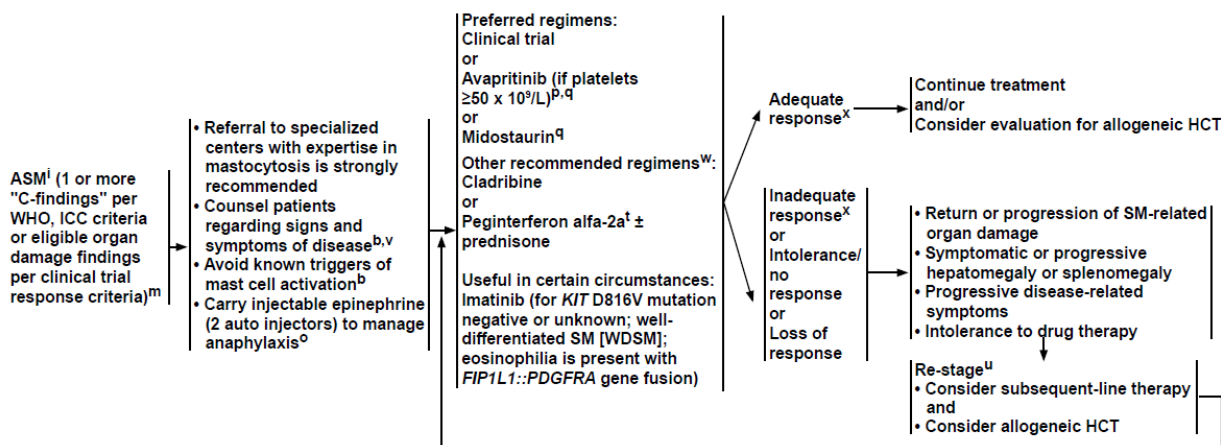 ASMⁱ (1 or more
"C-findings" per
WHO, ICC criteria
or eligible organ
damage findings
per clinical trial
response criteria)ᵐ
• Referral to specialized
centers with expertise in
mastocytosis is strongly
recommended
• Counsel patients
regarding signs and
symptoms of diseaseᵇ,ᵛ
• Avoid known triggers of
mast cell activationᵇ
• Carry injectable epinephrine
(2 auto injectors) to manage
anaphylaxisᵒ
Preferred regimens:
Clinical trial
or
Avapritinib (if platelets
≥50 x 10⁹/L)ᵖ,q
or
Midostaurinq
Other recommended regimensʷ:
Cladribine
or
Peginterferon alfa-2aᵗ ±
prednisone
Useful in certain circumstances:
Imatinib (for KIT D816V mutation
negative or unknown; well-
differentiated SM [WDSM];
eosinophilia is present with
FIP1L1::PDGFRA gene fusion)
Adequate
responseˣ
Continue treatment
and/or
Consider evaluation for allogeneic HCT
Inadequate
responseˣ
or
Intolerance/
no
response
or
Loss of
response
• Return or progression of SM-related
organ damage
• Symptomatic or progressive
hepatomegaly or splenomegaly
• Progressive disease-related
symptoms
• Intolerance to drug therapy
Re-stageᵘ
• Consider subsequent-line therapy
and
• Consider allogeneic HCT